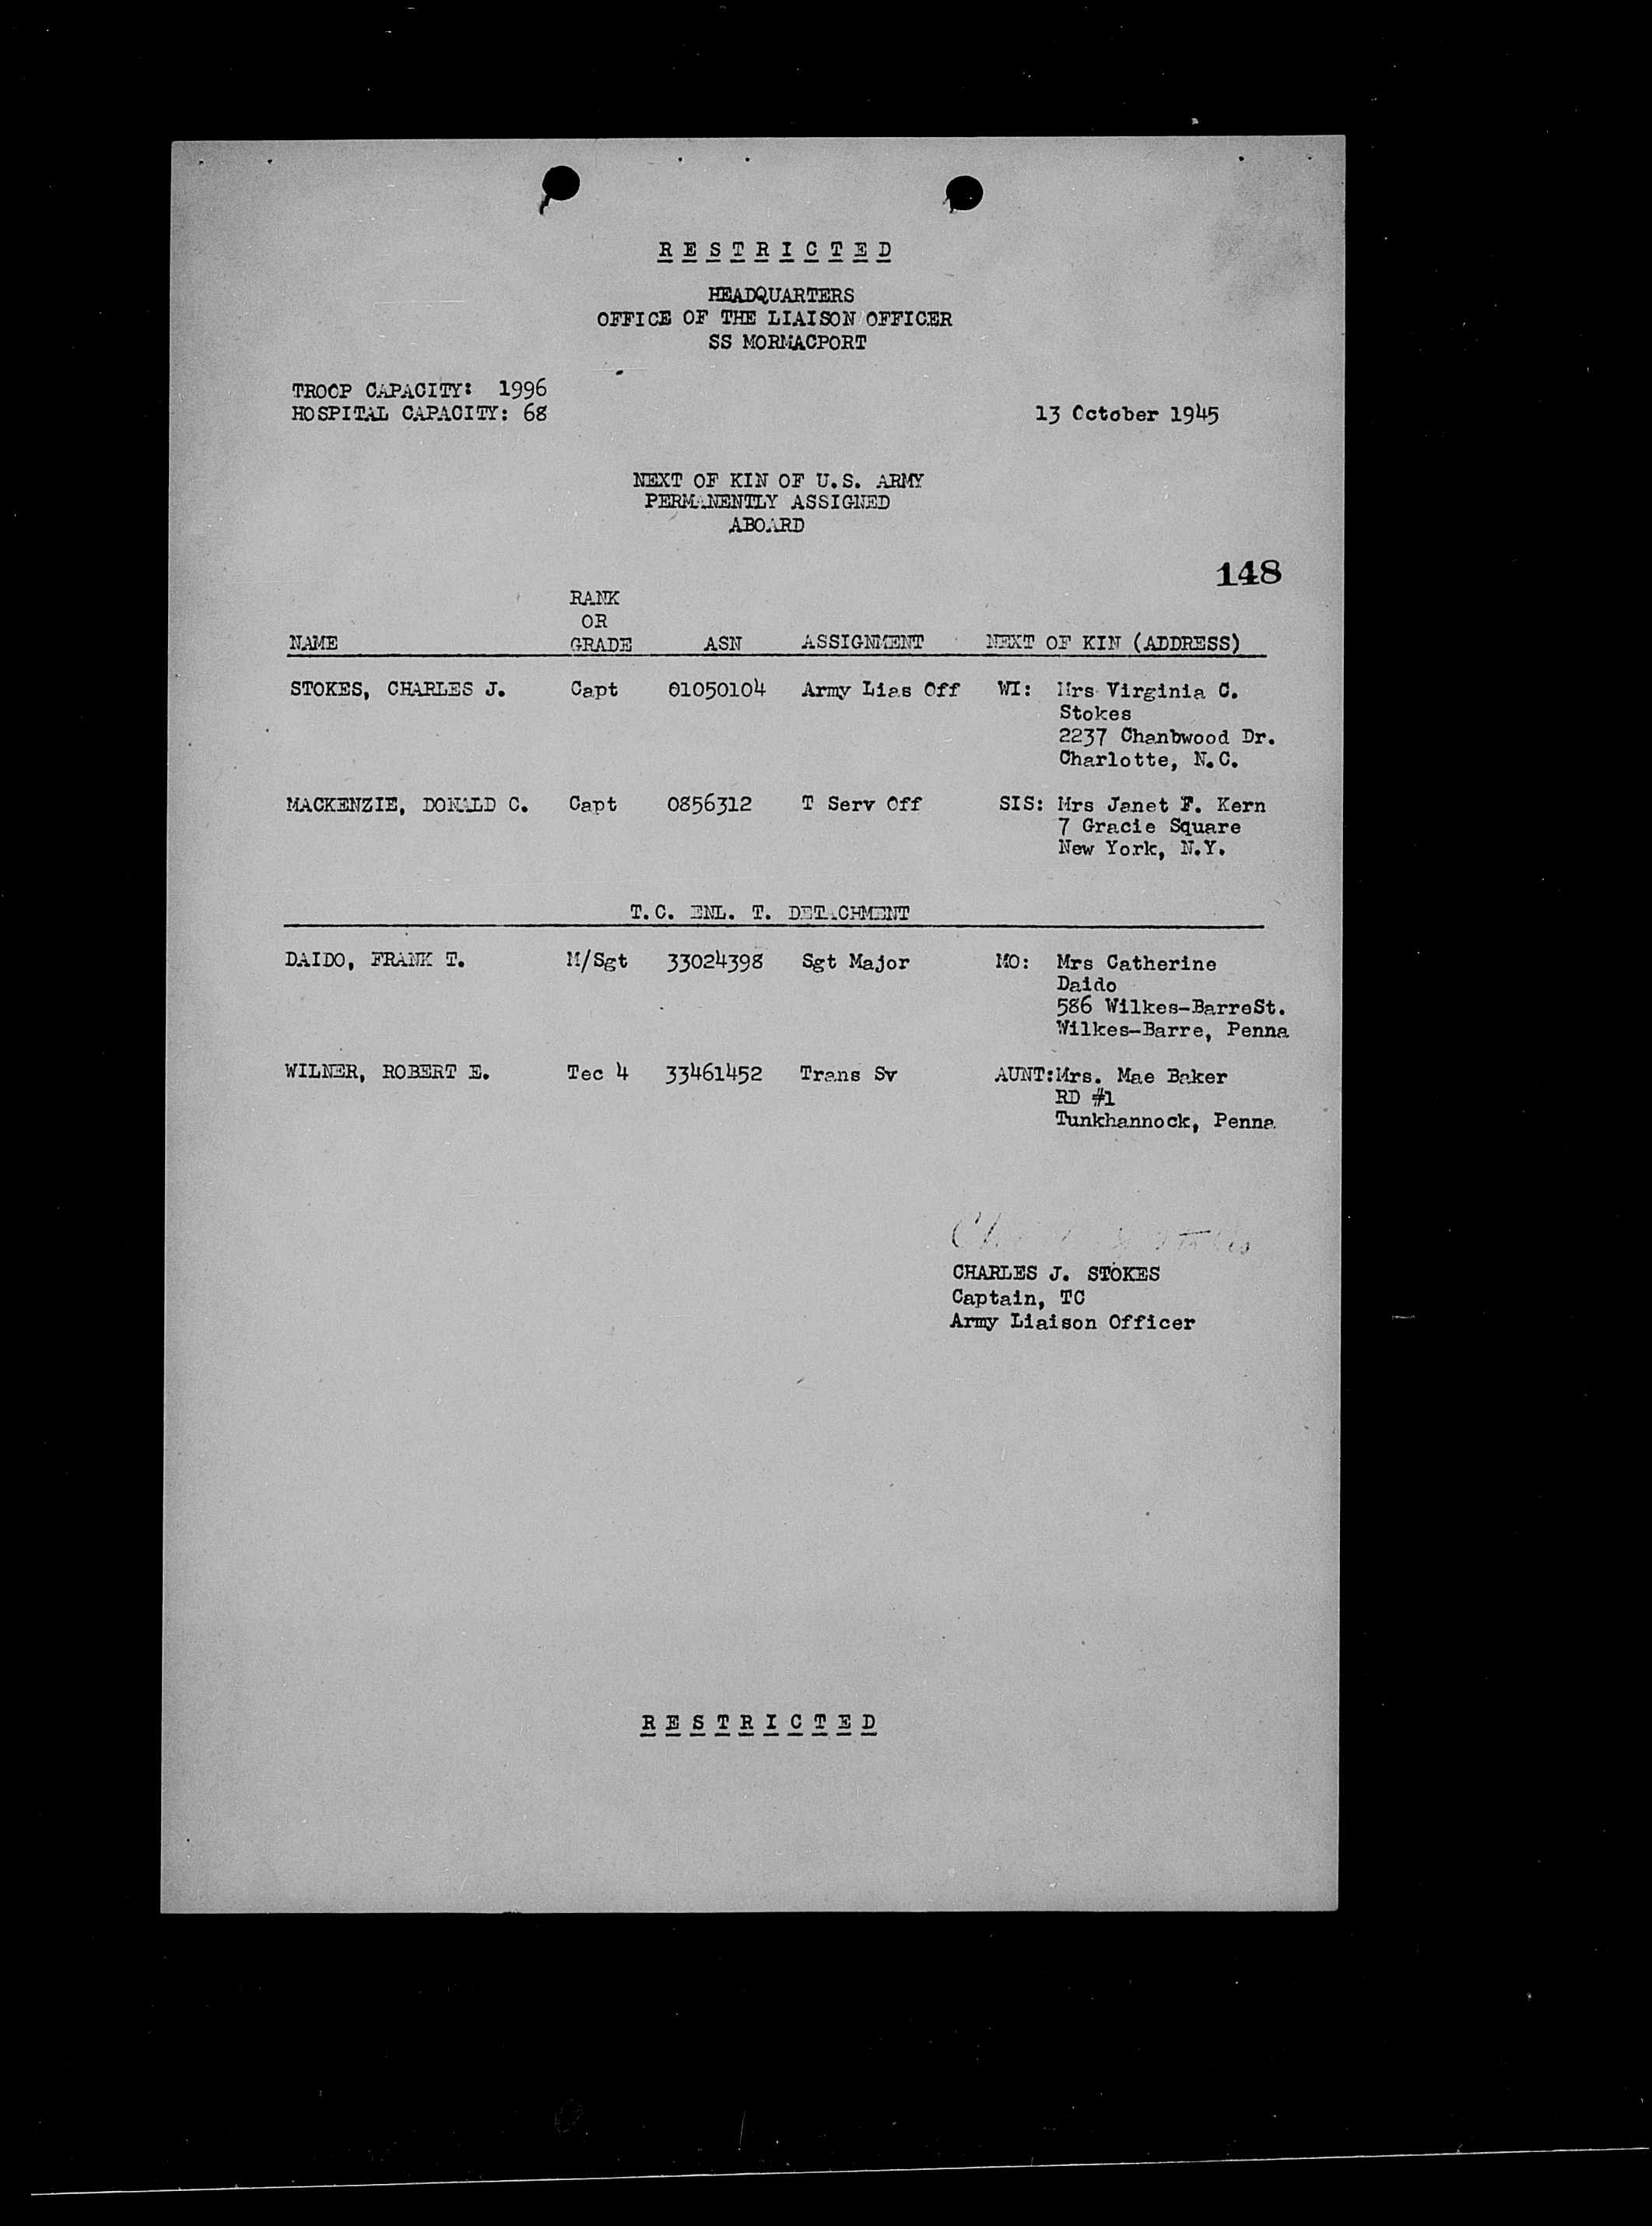 RESTRICTED
HEADQUARTERS
OFFICE OF THE LIAISON OFFICER
SS MORMACPORT
TROOP CAPACITY: 1996
HOSPITAL CAPACITY: 68
13 October 1945
NEXT OF KIN OF U.S. ARMY
PERMANENTLY ASSIGNED
ABOARD
148
RANK
OR
NAME GRADE ASN ASSIGNMENT NEXT OF KIN (ADDRESS)
STOKES, CHARLES J. Capt 01050104 Army Lias Off WI: Mrs Virginia C.
Stokes
2237 Chanbwood Dr.
Charlotte, N.C.
MACKENZIE, DONALD C. Capt 0856312 T Serv Off SIS: Mrs Janet F. Kern
7 Gracie Square
New York, N.Y.
T.C. ENL. T. DETACHMENT
DAIDO, FRANK T. M/Sgt 33024398 Sgt Major MO: Mrs Catherine
Daido
586 Wilkes-BarreSt.
Wilkes-Barre, Penna
WILNER, ROBERT E. Tec 4 33461452 Trans Sv AUNT:Mrs. Mae Baker
RD #1
Tunkhannock, Penna
CHARLES J. STOKES
Captain, TC
Army Liaison Officer
RESTRICTED